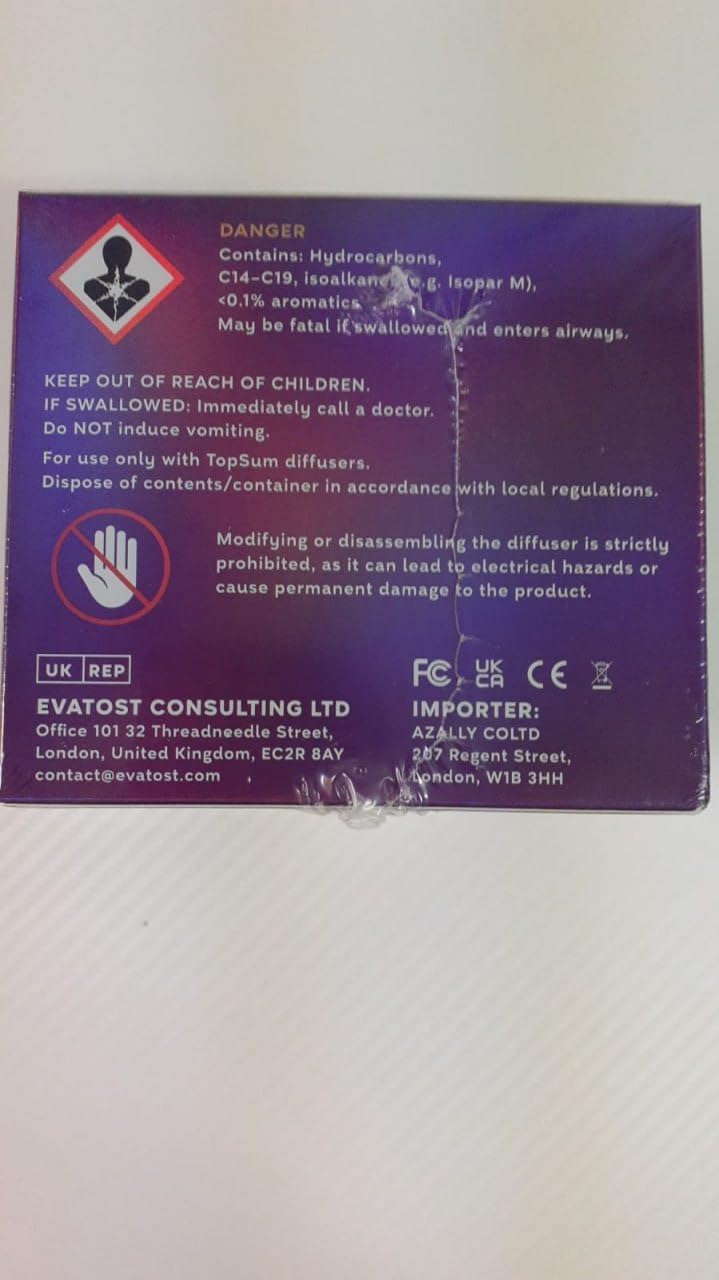 DANGER
Contains: Hydrocarbons,
C14-C19, isoalkanes (e.g. Isopar M),
<0.1% aromatics
May be fatal if swallowed and enters airways.
KEEP OUT OF REACH OF CHILDREN.
IF SWALLOWED: Immediately call a doctor.
Do NOT induce vomiting.
For use only with TopSum diffusers.
Dispose of contents/container in accordance with local regulations.
Modifying or disassembling the diffuser is strictly
prohibited, as it can lead to electrical hazards or
cause permanent damage to the product.
UK REP
EVATOST CONSULTING LTD
Office 101 32 Threadneedle Street,
London, United Kingdom, EC2R 8AY
contact@evatost.com
FC UK CA CE
IMPORTER:
AZALLY COLTD
207 Regent Street,
London, W1B 3HH